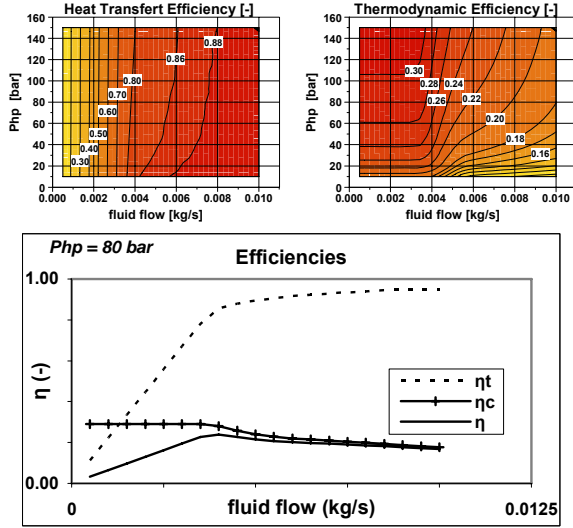 Heat Transfert Efficiency [-]
160
140
120
100
80
60
40
20
0
Php [bar]
0.88
0.86
0.80
0.70
0.60
0.50
0.40
0.30
0.000 0.002 0.004 0.006 0.008 0.010
fluid flow [kg/s]
Thermodynamic Efficiency [-]
160
140
120
100
80
60
40
20
0
Php [bar]
0.30
0.28
0.24
0.26
0.22
0.20
0.18
0.16
0.000 0.002 0.004 0.006 0.008 0.010
fluid flow [kg/s]
Php = 80 bar
Efficiencies
1.00
η (-)
ηt
ηc
η
0.00
0
fluid flow (kg/s)
0.0125